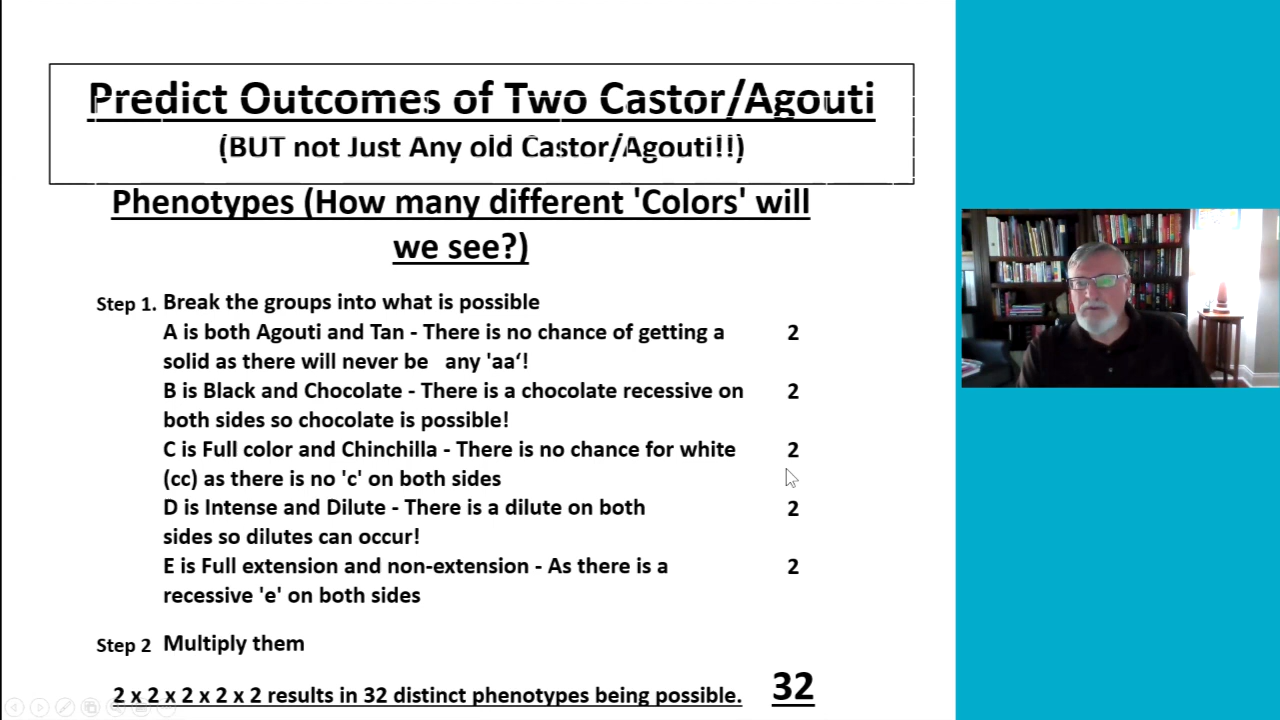 Predict Outcomes of Two Castor/Agouti
(BUT not Just Any old Castor/Agouti!!)
Phenotypes (How many different 'Colors' will
we see?)
Step 1. Break the groups into what is possible
A is both Agouti and Tan - There is no chance of getting a 2
solid as there will never be any 'aa‘!
B is Black and Chocolate - There is a chocolate recessive on 2
both sides so chocolate is possible!
C is Full color and Chinchilla - There is no chance for white 2
(cc) as there is no 'c' on both sides
D is Intense and Dilute - There is a dilute on both 2
sides so dilutes can occur!
E is Full extension and non-extension - As there is a 2
recessive 'e' on both sides
Step 2 Multiply them
2 x 2 x 2 x 2 x 2 results in 32 distinct phenotypes being possible. 32